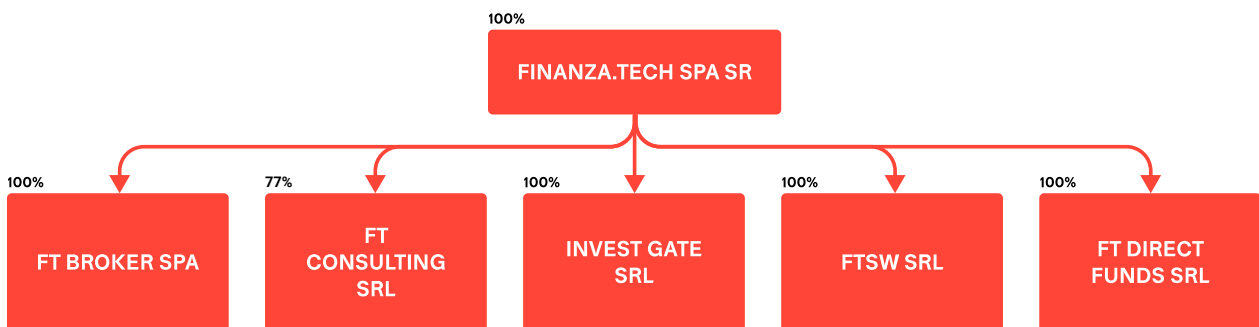 100%
FINANZA.TECH SPA SR
100%
77%
100%
100%
100%
FT BROKER SPA
FT
CONSULTING
SRL
INVEST GATE
SRL
FTSW SRL
FT DIRECT
FUNDS SRL